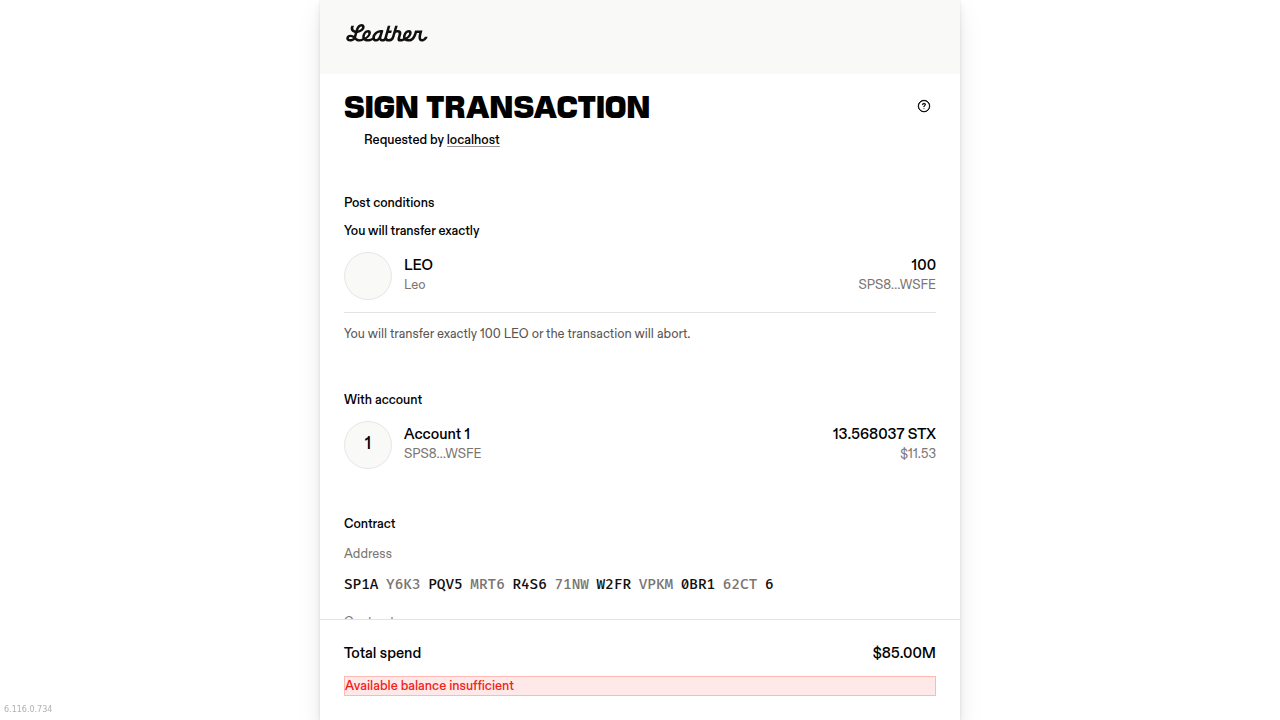 Leather
SIGN TRANSACTION
Requested by localhost
Post conditions
You will transfer exactly
LEO 100
Leo SPS8...WSFE
You will transfer exactly 100 LEO or the transaction will abort.
With account
1 Account 1 13.568037 STX
SPS8...WSFE $11.53
Contract
Address
SP1A Y6K3 PQV5 MRT6 R4S6 71NW W2FR VPKM 0BR1 62CT 6
Total spend $85.00M
Available balance insufficient
6.116.0.734